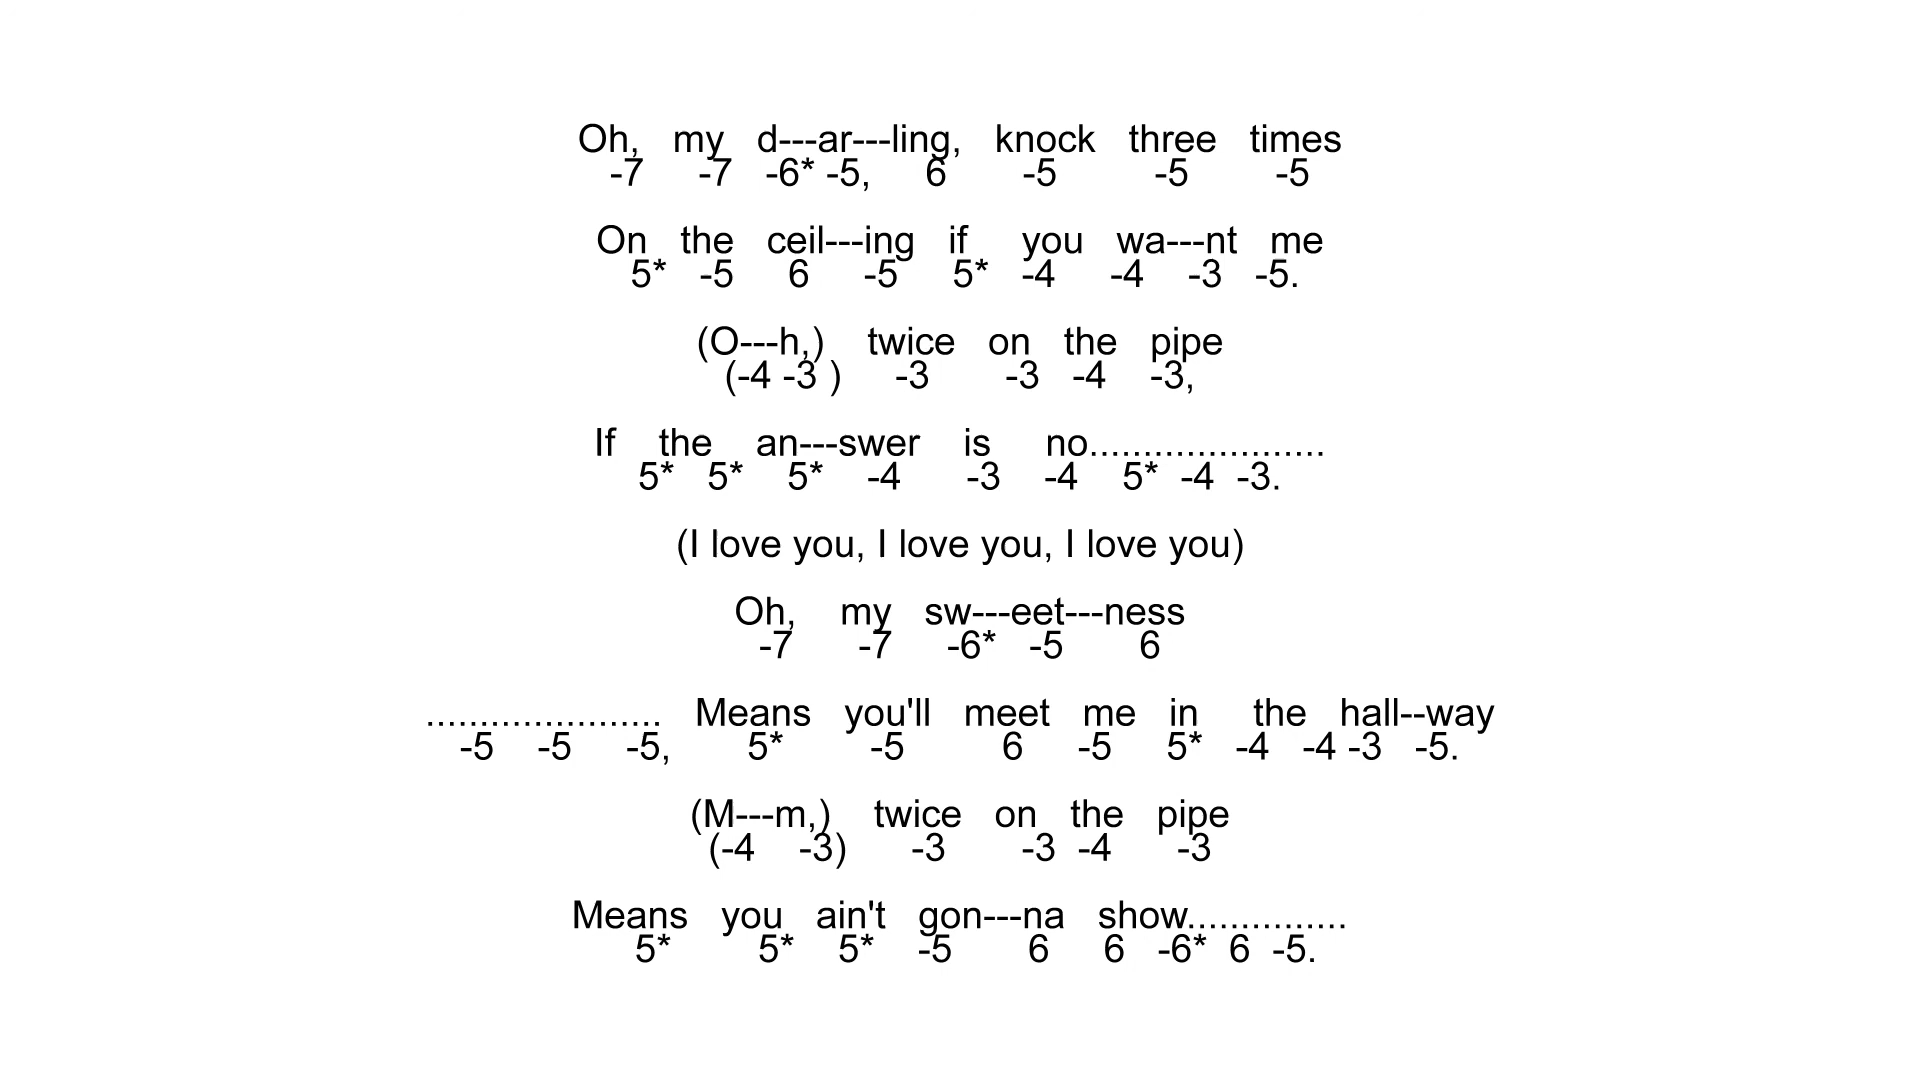 Oh, my d---ar---ling, knock three times
-7 -7 -6* -5, 6 -5 -5 -5
On the ceil---ing if you wa---nt me
5* -5 6 -5 5* -4 -4 -3 -5.
(O---h,) twice on the pipe
(-4 -3 ) -3 -3 -4 -3,
If the an---swer is no......................
5* 5* 5* -4 -3 -4 5* -4 -3.
(I love you, I love you, I love you)
Oh, my sw---eet---ness
-7 -7 -6* -5 6
...................... Means you'll meet me in the hall--way
-5 -5 -5, 5* -5 6 -5 5* -4 -4 -3 -5.
(M---m,) twice on the pipe
(-4 -3) -3 -3 -4 -3
Means you ain't gon---na show...............
5* 5* 5* -5 6 6 -6* 6 -5.